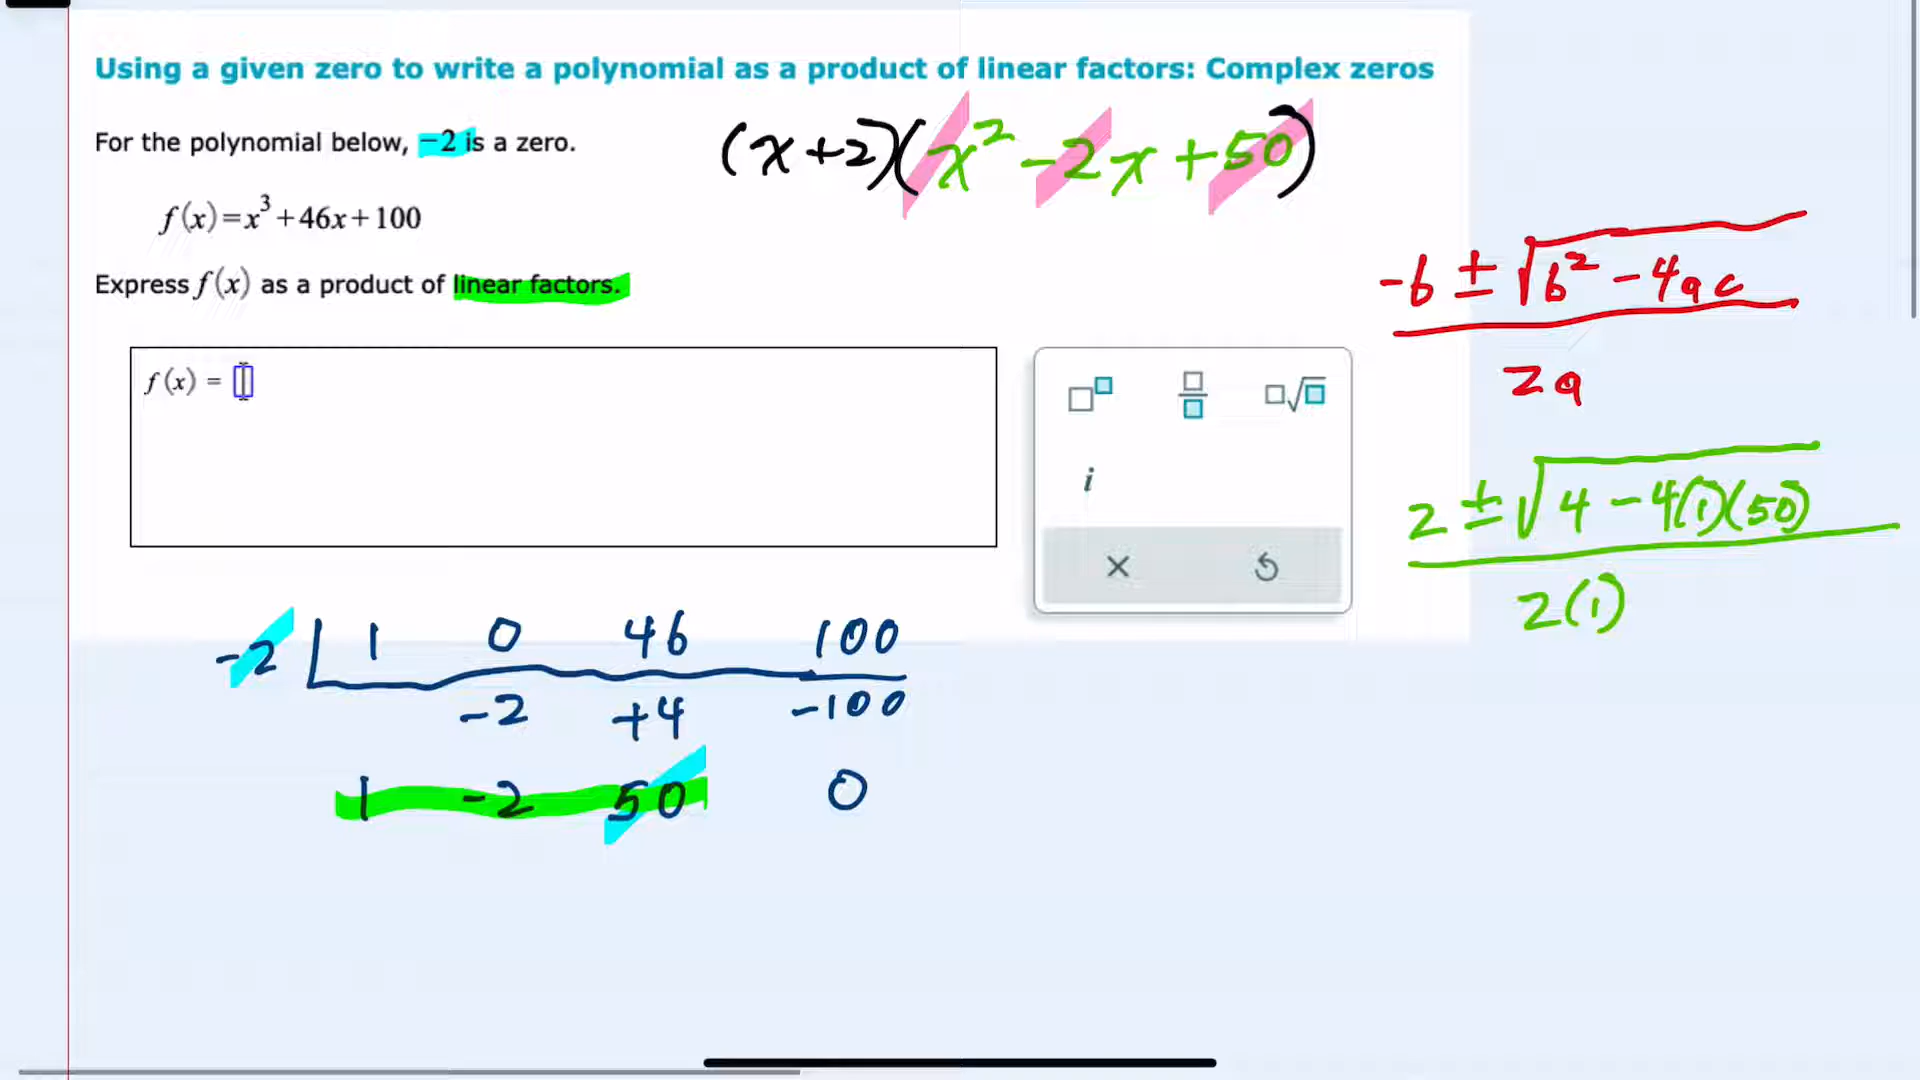 Using a given zero to write a polynomial as a product of linear factors: Complex zeros
For the polynomial below, −2 is a zero.
(x+2)(x² −2x +50)
f(x)=x³+46x+100
Express f(x) as a product of linear factors.
-b ± √b² - 4ac
2a
f(x) =
□^□ □/□ □√□
i
× ↺
2 ± √4 - 4(1)(50)
2(1)
-2 | 1 0 46 100
-2 +4 -100
1 -2 50 0